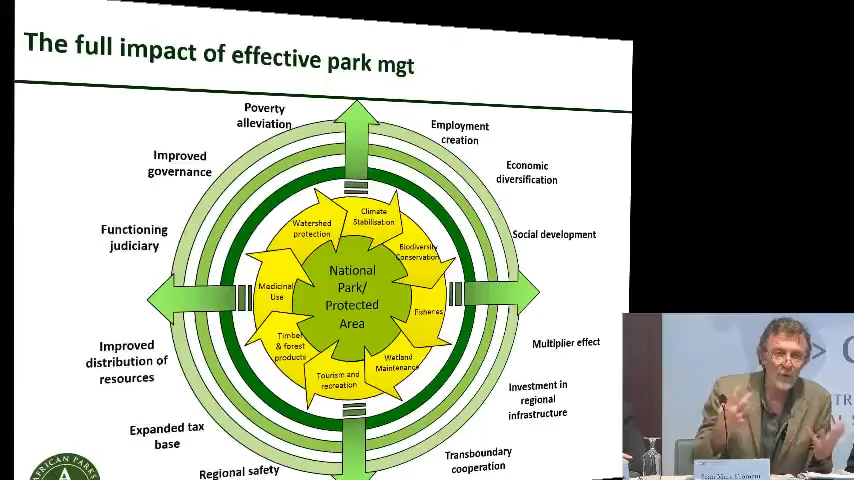 The full impact of effective park mgt
Poverty
alleviation
Employment
creation
Improved
governance
Economic
diversification
Functioning
judiciary
Social development
Climate
Stabilisation
Watershed
protection
Biodiversity
Conservation
National
Park/
Protected
Area
Medicinal
Use
Fisheries
Timber
& forest
products
Wetland
Maintenance
Tourism and
recreation
Improved
distribution of
resources
Multiplier effect
Investment in
regional
infrastructure
Expanded tax
base
Regional safety
Transboundary
cooperation
AFRICAN PARKS